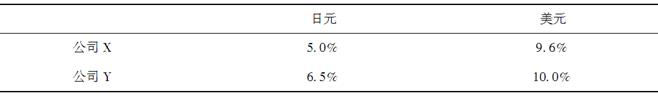 日元 美元
公司 X 5.0% 9.6%
公司 Y 6.5% 10.0%